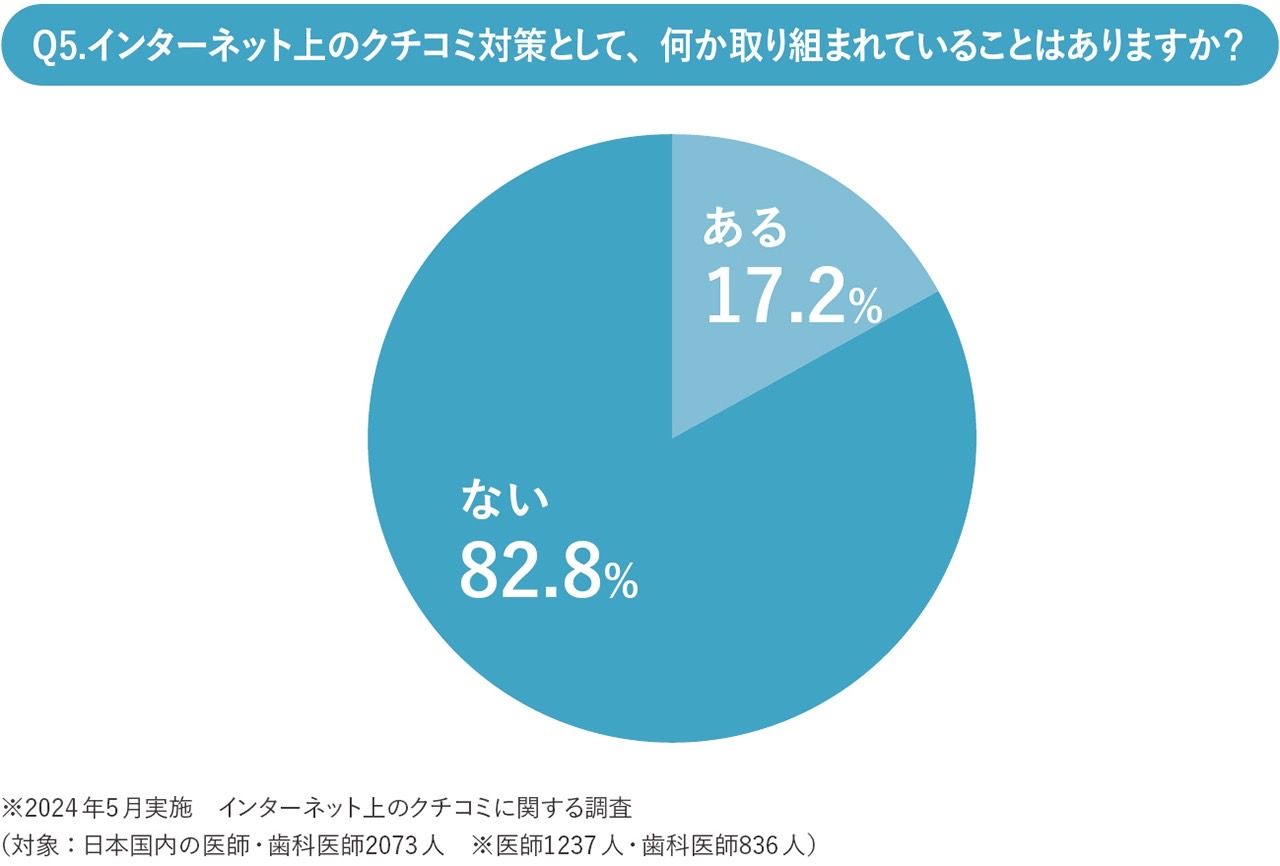 Q5.インターネット上のクチコミ対策として、何か取り組まれていることはありますか？
ある
17.2%
ない
82.8%
※2024年5月実施　インターネット上のクチコミに関する調査
（対象：日本国内の医師・歯科医師2073人　※医師1237人・歯科医師836人）